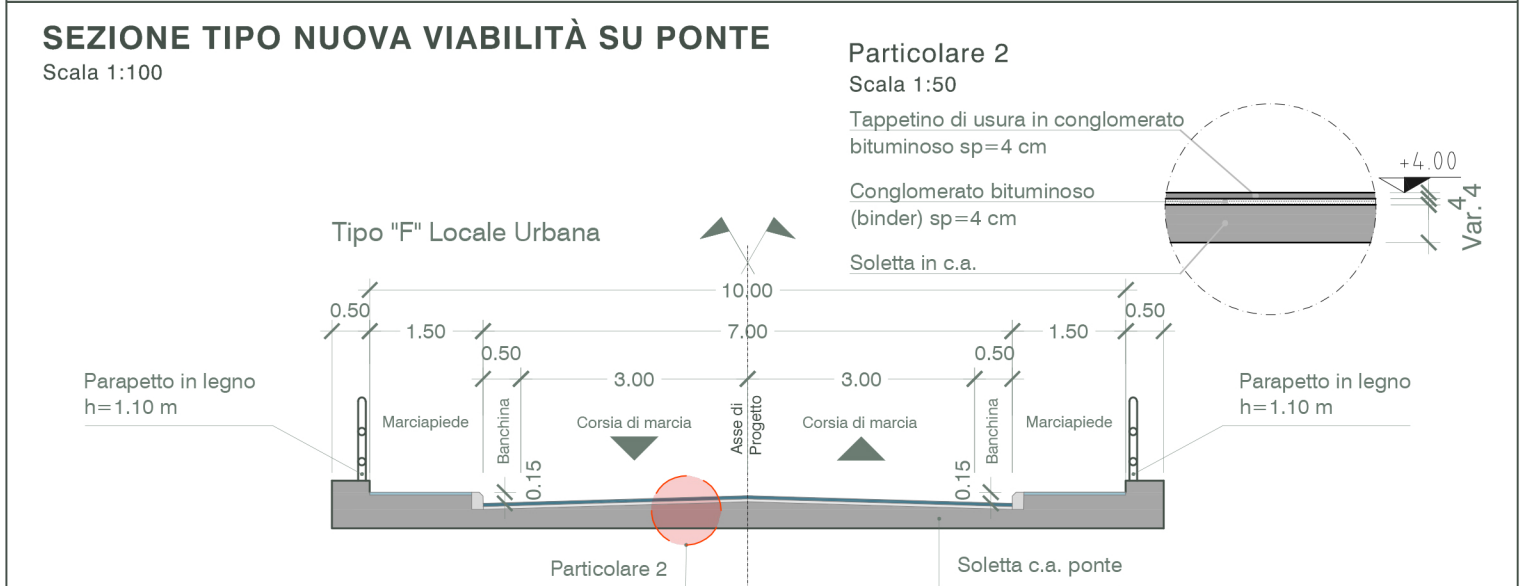 SEZIONE TIPO NUOVA VIABILITÀ SU PONTE
Scala 1:100
Particolare 2
Scala 1:50
Tappetino di usura in conglomerato
bituminoso sp=4 cm
Conglomerato bituminoso
(binder) sp=4 cm
Soletta in c.a.
+4.00
4
Var. 4
Tipo "F" Locale Urbana
10.00
0.50
0.50
1.50
7.00
1.50
0.50
0.50
3.00
3.00
Parapetto in legno
h=1.10 m
Parapetto in legno
h=1.10 m
Marciapiede
Banchina
Corsia di marcia
Asse di
Progetto
Corsia di marcia
Banchina
Marciapiede
0.15
0.15
Particolare 2
Soletta c.a. ponte